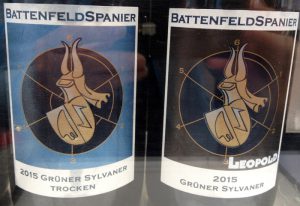 BATTENFELDSPANIER
2015 GRÜNER SYLVANER
TROCKEN
BATTENFELDSPANIER
LEOPOLD
2015
GRÜNER SYLVANER